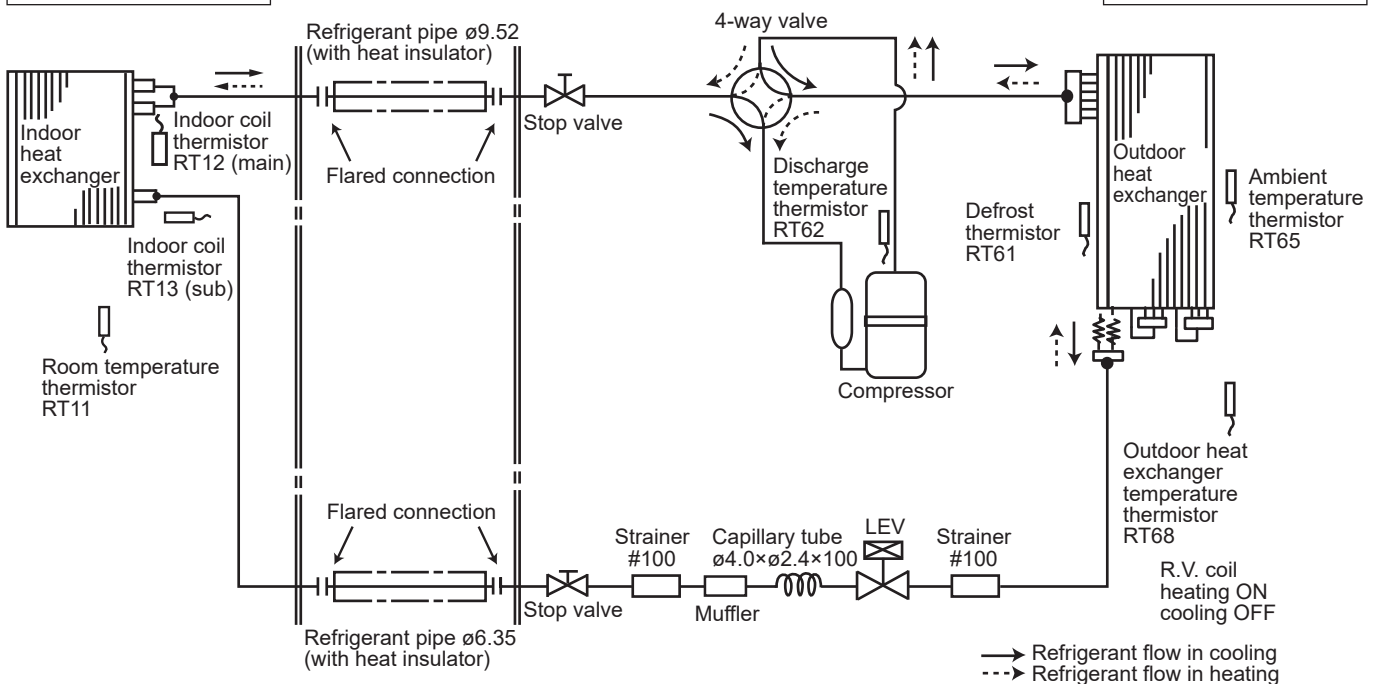 4-way valve
Refrigerant pipe ø9.52
(with heat insulator)
Indoor
heat
exchanger
Indoor coil
thermistor
RT12 (main)
Flared connection
Stop valve
Discharge
temperature
thermistor
RT62
Defrost
thermistor
RT61
Outdoor
heat
exchanger
Ambient
temperature
thermistor
RT65
Indoor coil
thermistor
RT13 (sub)
Room temperature
thermistor
RT11
Compressor
Outdoor heat
exchanger
temperature
thermistor
RT68
Flared connection
Stop valve
Strainer
#100
Muffler
Capillary tube
ø4.0×ø2.4×100
LEV
Strainer
#100
R.V. coil
heating ON
cooling OFF
Refrigerant pipe ø6.35
(with heat insulator)
Refrigerant flow in cooling
Refrigerant flow in heating